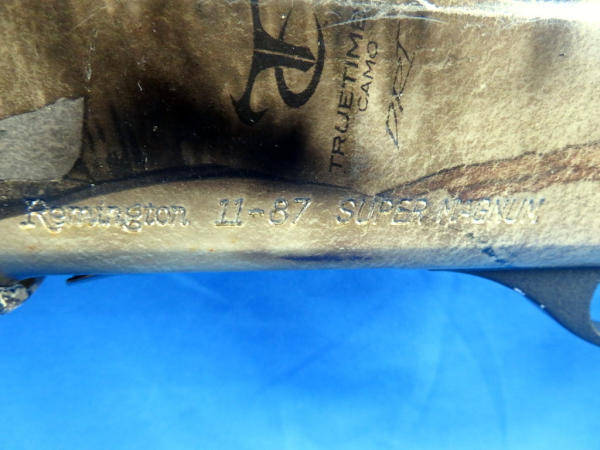 TRUETIMBER
CAMO
Remington 11-87 SUPER MAGNUM